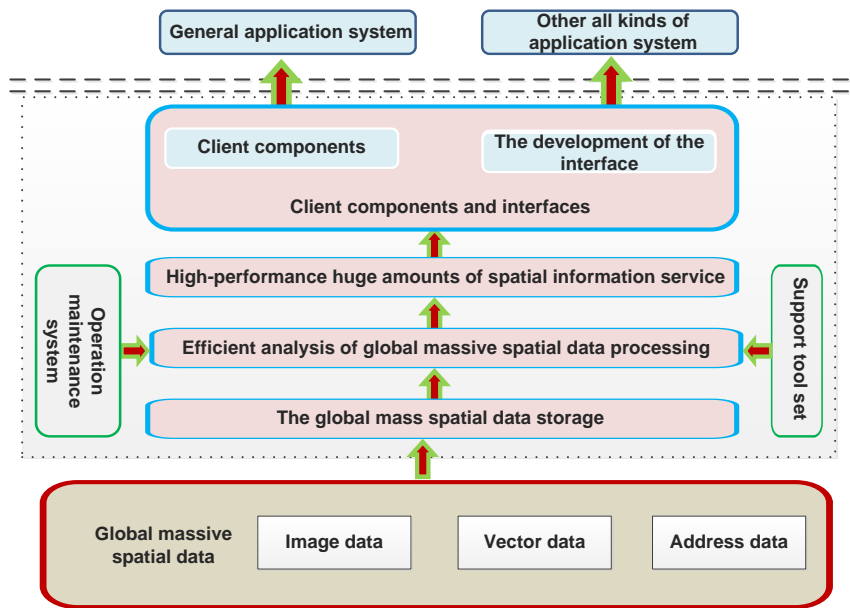 General application system
Other all kinds of
application system
Client components
The development of the
interface
Client components and interfaces
High-performance huge amounts of spatial information service
Operation
maintenance
system
Efficient analysis of global massive spatial data processing
Support tool set
The global mass spatial data storage
Global massive
spatial data
Image data
Vector data
Address data